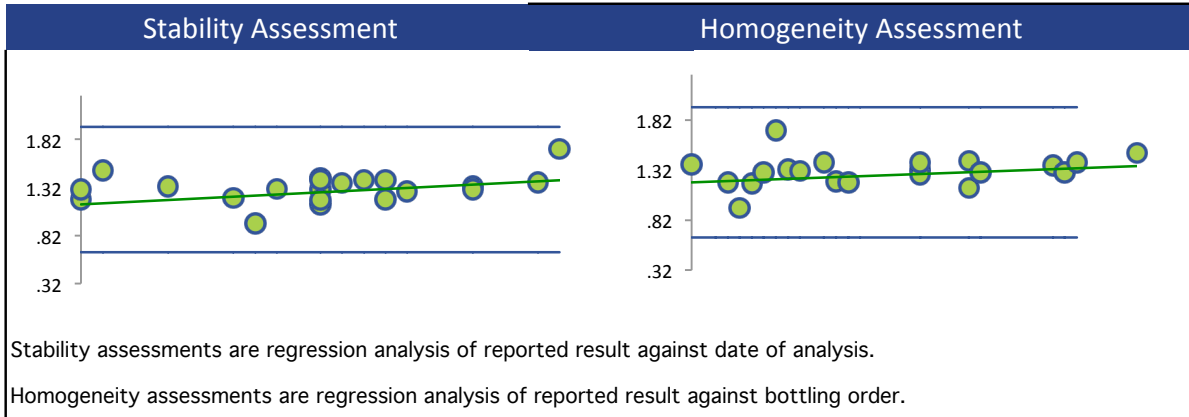 Stability Assessment
Homogeneity Assessment
1.82
1.32
.82
.32
1.82
1.32
.82
.32
Stability assessments are regression analysis of reported result against date of analysis.
Homogeneity assessments are regression analysis of reported result against bottling order.